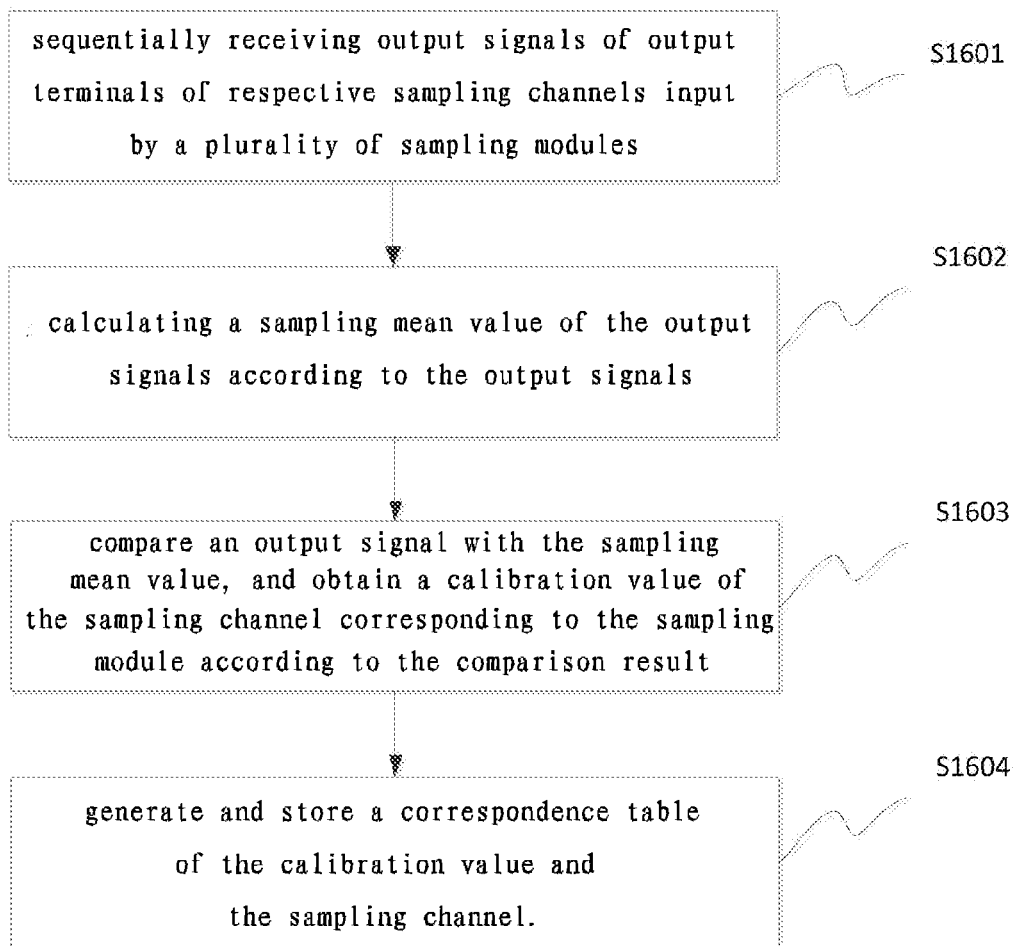 sequentially receiving output signals of output
terminals of respective sampling channels input
by a plurality of sampling modules
S1601
calculating a sampling mean value of the output
signals according to the output signals
S1602
compare an output signal with the sampling
mean value, and obtain a calibration value of
the sampling channel corresponding to the sampling
module according to the comparison result
S1603
generate and store a correspondence table
of the calibration value and
the sampling channel.
S1604